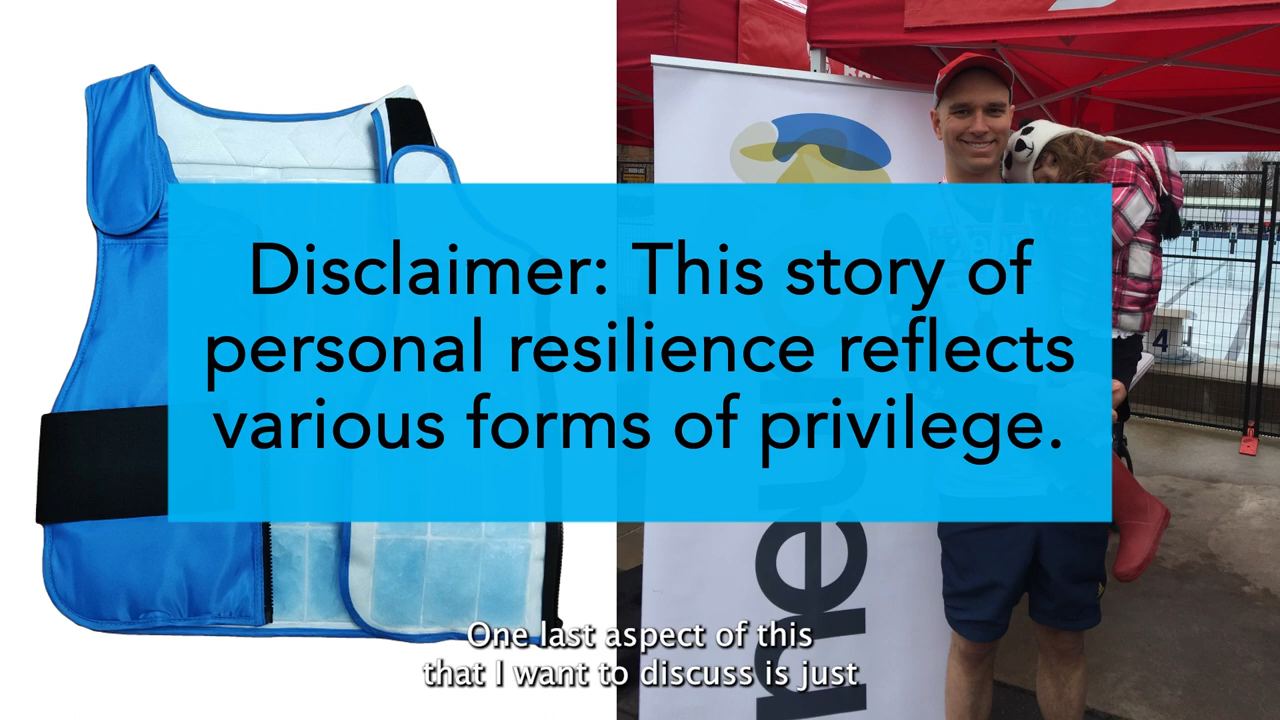 Disclaimer: This story of
personal resilience reflects
various forms of privilege.
4
One last aspect of this
that I want to discuss is just